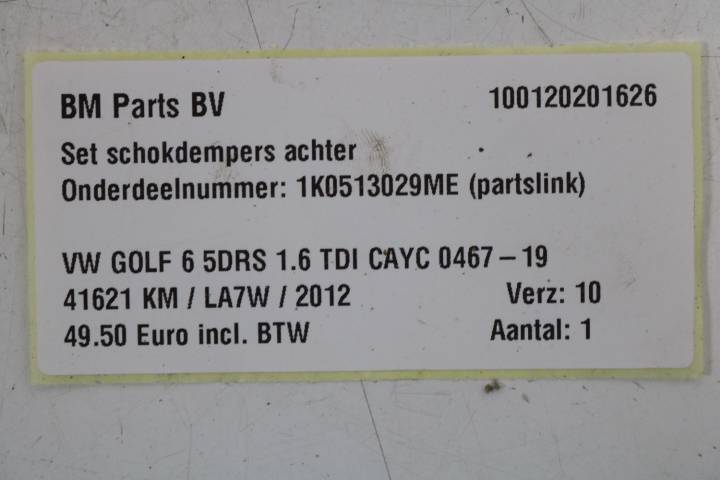 BM Parts BV 100120201626
Set schokdempers achter
Onderdeelnummer: 1K0513029ME (partslink)
VW GOLF 6 5DRS 1.6 TDI CAYC 0467-19
41621 KM / LA7W / 2012 Verz: 10
49.50 Euro incl. BTW Aantal: 1